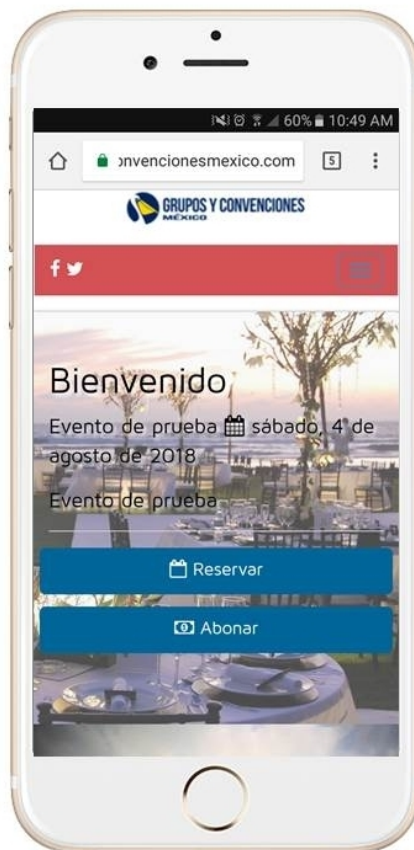 60% 10:49 AM
onvencionesmexico.com 5
GRUPOS Y CONVENCIONES
MÉXICO
Bienvenido
Evento de prueba sábado, 4 de
agosto de 2018
Evento de prueba
Reservar
Abonar